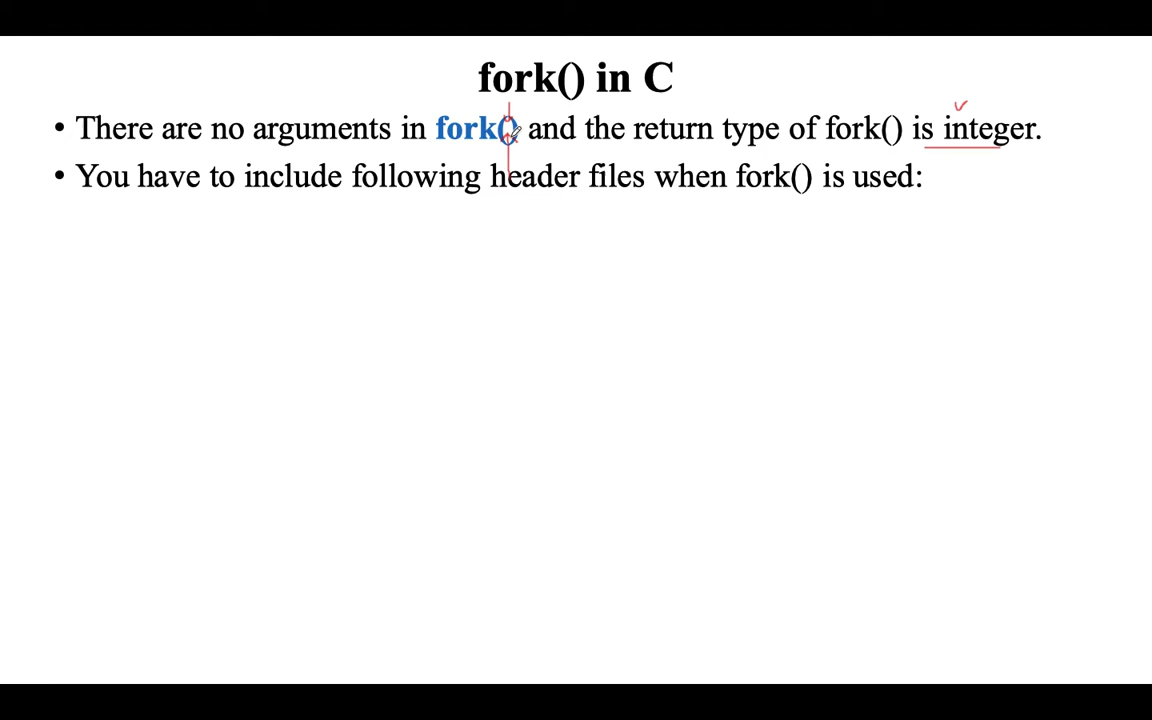 fork() in C
• There are no arguments in fork() and the return type of fork() is integer.
• You have to include following header files when fork() is used: